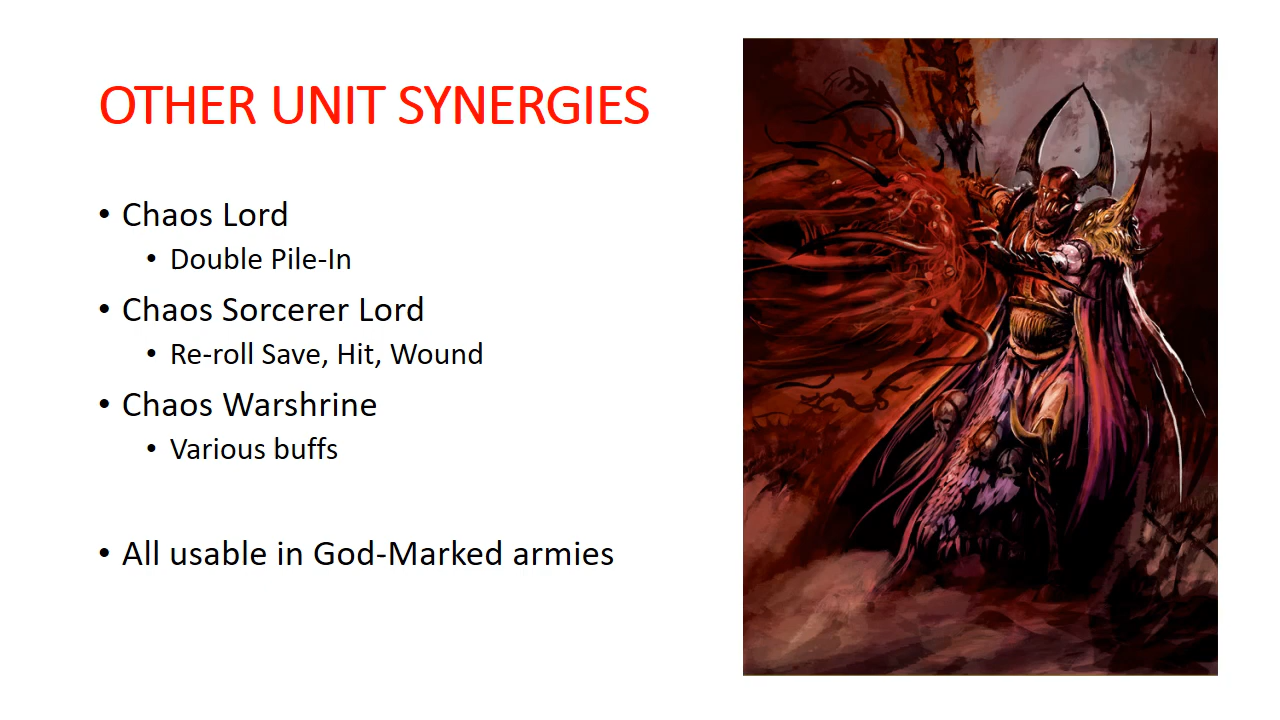 OTHER UNIT SYNERGIES
• Chaos Lord
• Double Pile-In
• Chaos Sorcerer Lord
• Re-roll Save, Hit, Wound
• Chaos Warshrine
• Various buffs
• All usable in God-Marked armies